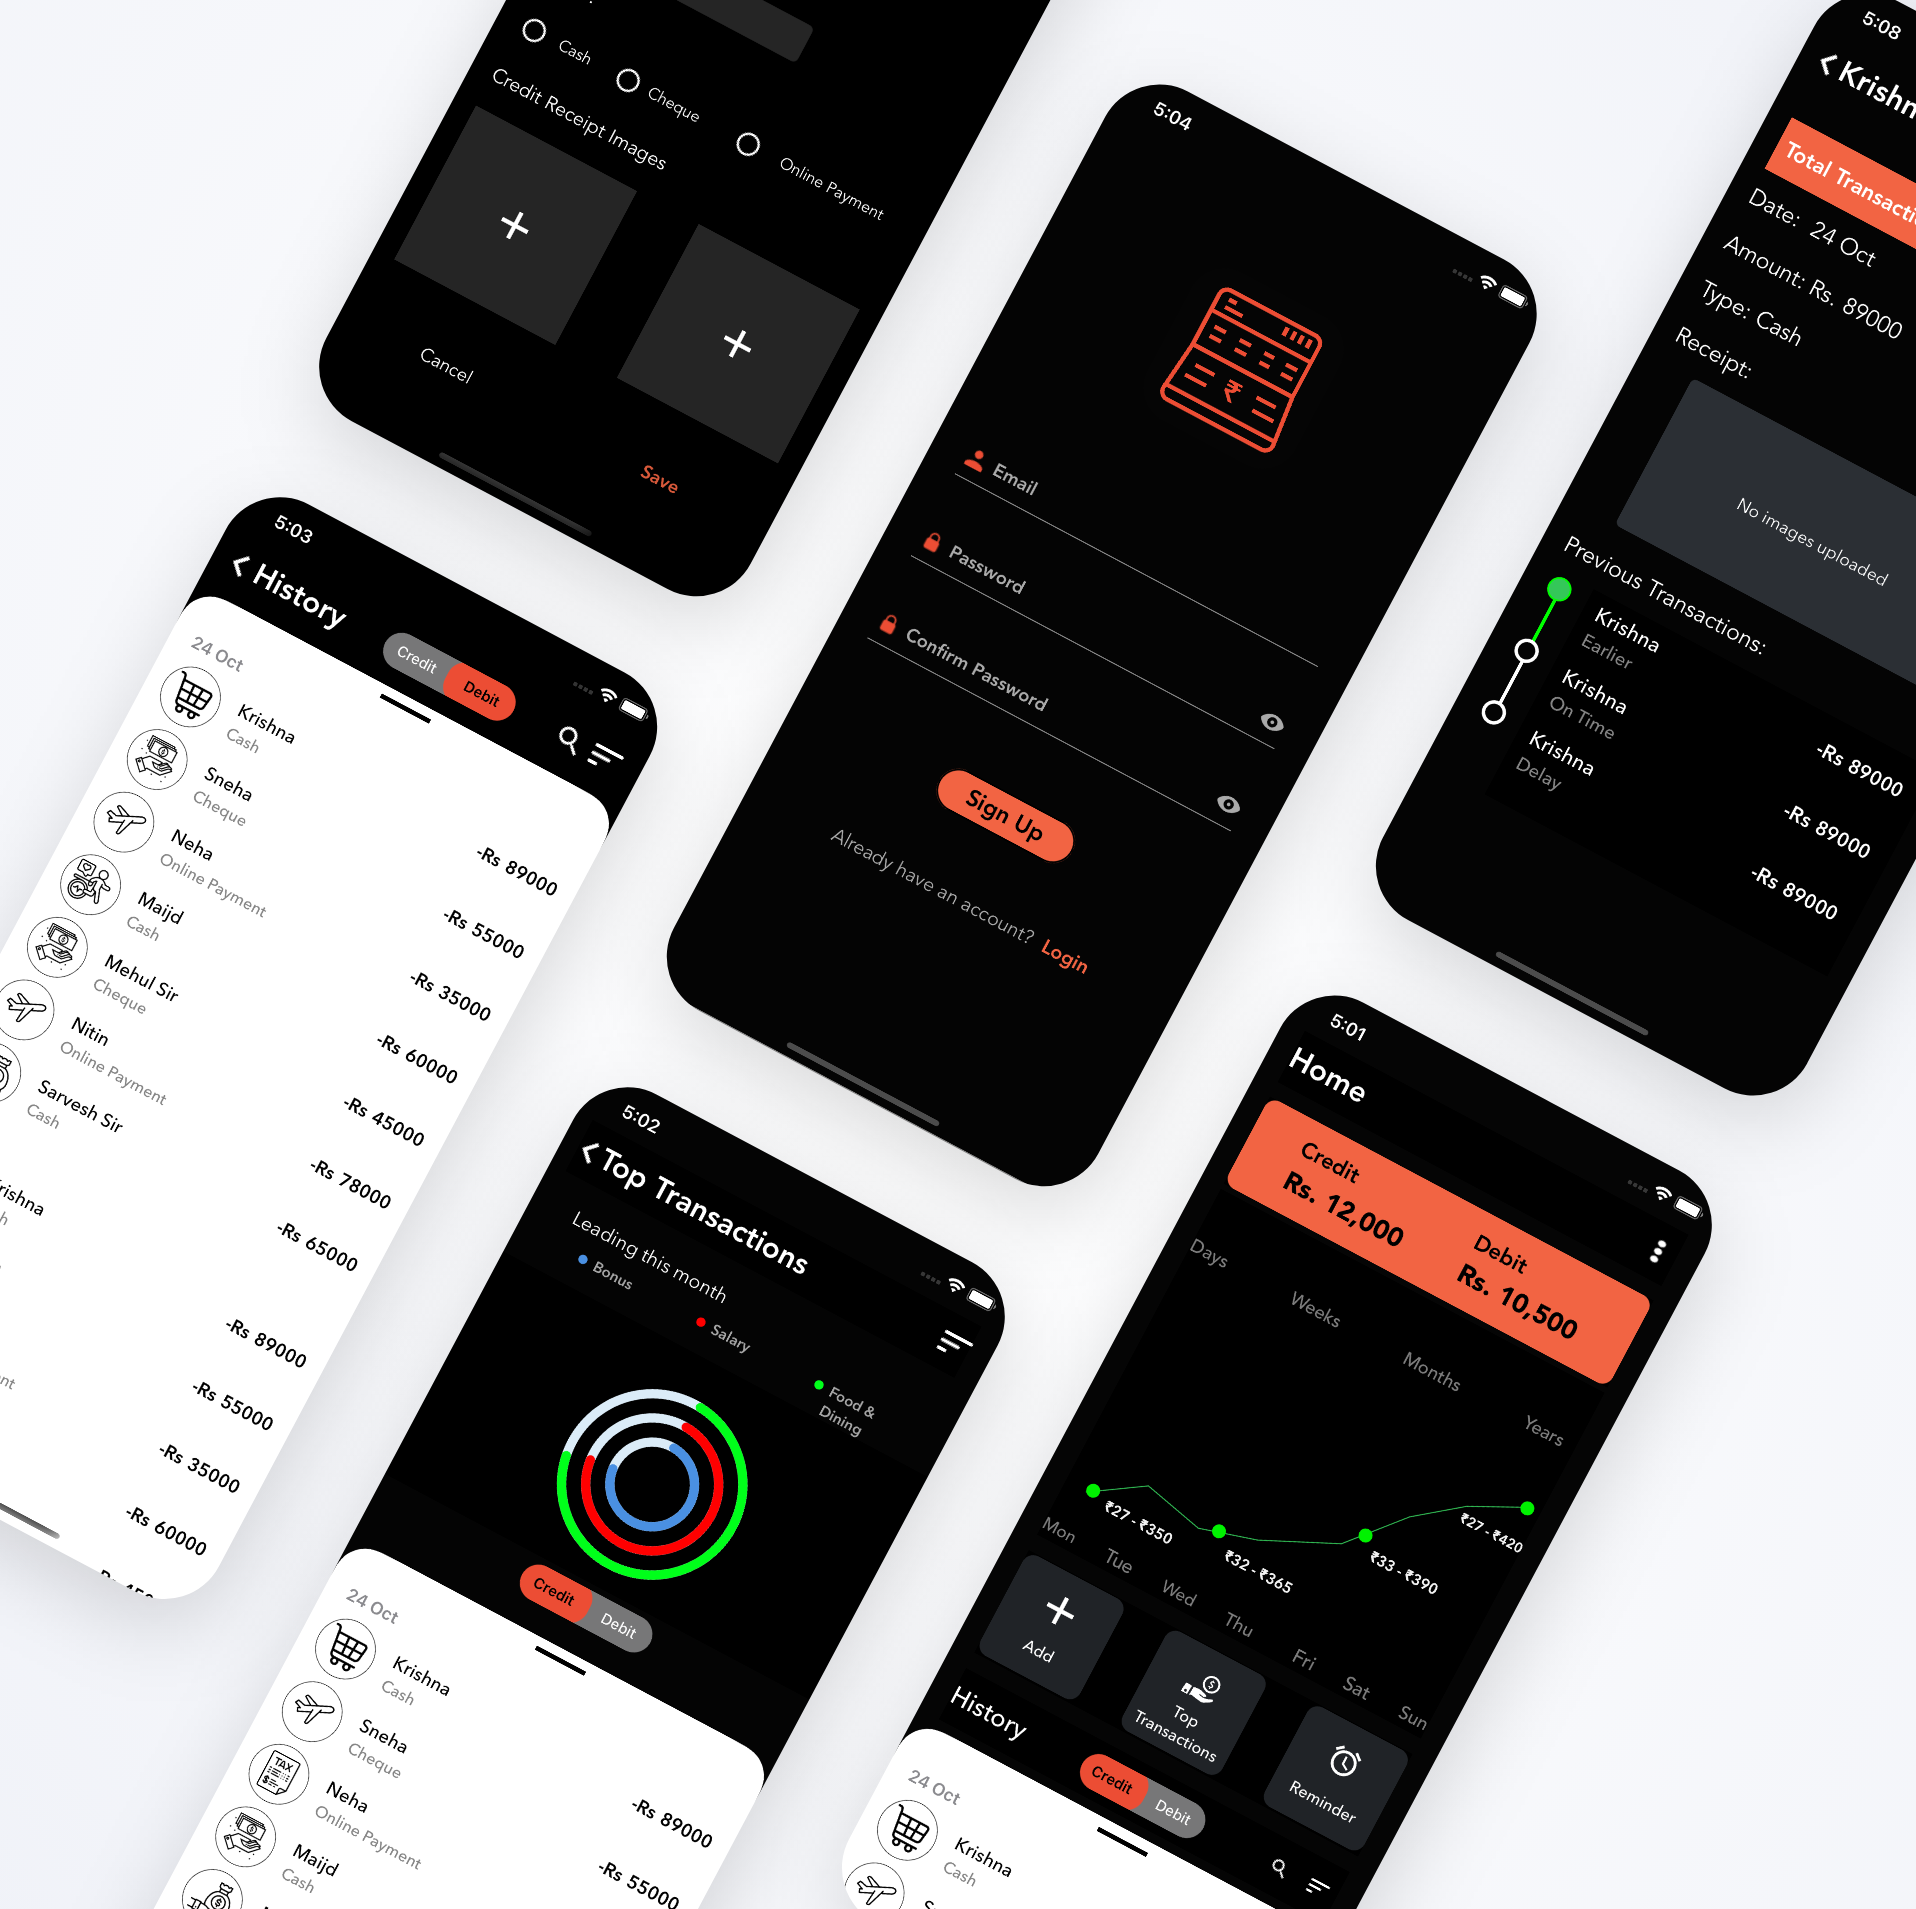 Cash
Cheque
Online Payment
Credit Receipt Images
+
+
Cancel
Save
5:04
₹
Email
Password
Confirm Password
Sign Up
Already have an account? Login
5:08
Total
Date: 24 Oct
Amount: Rs. 89000
Type: Cash
Receipt:
No images uploaded
Previous Transactions:
Krishna
Earlier
-Rs 89000
Krishna
On Time
-Rs 89000
Krishna
Delay
-Rs 89000
5:03
History
Credit
Debit
24 Oct
Krishna
Cash
-Rs 89000
Sneha
Cheque
-Rs 55000
Neha
Online Payment
-Rs 35000
Maijd
Cash
-Rs 60000
Mehul Sir
Cheque
-Rs 45000
Nitin
Online Payment
-Rs 78000
Sarvesh Sir
Cash
-Rs 65000
-Rs 89000
-Rs 55000
-Rs 35000
-Rs 60000
5:02
Top Transactions
Leading this month
Bonus
Salary
Food &
Dining
Credit
Debit
24 Oct
Krishna
Cash
-Rs 89000
Sneha
Cheque
-Rs 55000
TAX
Neha
Online Payment
Maijd
Cash
5:01
Home
Credit
Rs. 12,000
Debit
Rs. 10,500
Days
Weeks
Months
Years
₹27 - ₹350
₹32 - ₹365
₹33 - ₹390
₹27 - ₹420
Mon
Tue
Wed
Thu
Fri
Sat
Sun
Add
Top
Transactions
Reminder
History
Credit
Debit
24 Oct
Krishna
Cash